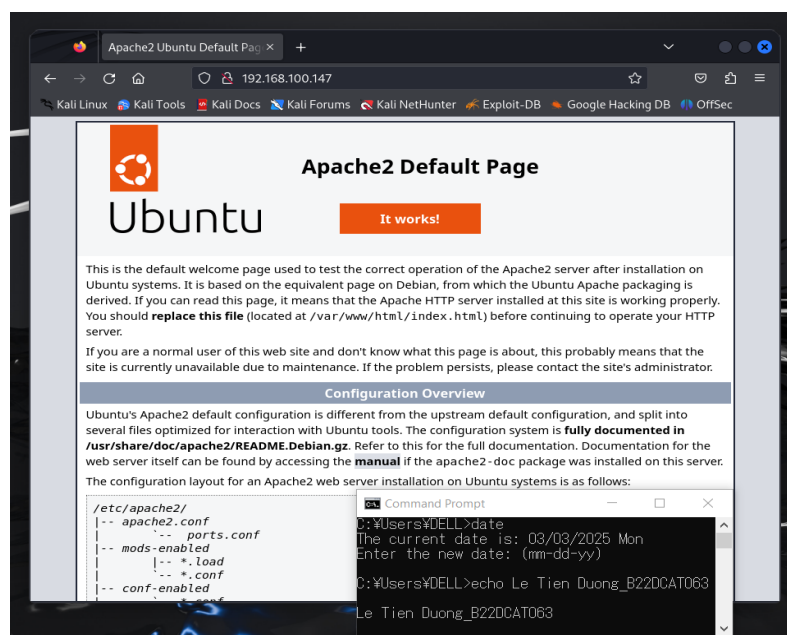 Apache2 Ubuntu Default Pag
192.168.100.147
Kali Linux Kali Tools Kali Docs Kali Forums Kali NetHunter Exploit-DB Google Hacking DB OffSec
Apache2 Default Page
Ubuntu
It works!
This is the default welcome page used to test the correct operation of the Apache2 server after installation on
Ubuntu systems. It is based on the equivalent page on Debian, from which the Ubuntu Apache packaging is
derived. If you can read this page, it means that the Apache HTTP server installed at this site is working properly.
You should replace this file (located at /var/www/html/index.html) before continuing to operate your HTTP
server.
If you are a normal user of this web site and don't know what this page is about, this probably means that the
site is currently unavailable due to maintenance. If the problem persists, please contact the site's administrator.
Configuration Overview
Ubuntu's Apache2 default configuration is different from the upstream default configuration, and split into
several files optimized for interaction with Ubuntu tools. The configuration system is fully documented in
/usr/share/doc/apache2/README.Debian.gz. Refer to this for the full documentation. Documentation for the
web server itself can be found by accessing the manual if the apache2-doc package was installed on this server.
The configuration layout for an Apache2 web server installation on Ubuntu systems is as follows:
/etc/apache2/
|-- apache2.conf
|       `--  ports.conf
|-- mods-enabled
|       |-- *.load
|       `-- *.conf
|-- conf-enabled
|       `-- *.conf
Command Prompt
C:¥Users¥DELL>date
The current date is: 03/03/2025 Mon
Enter the new date: (mm-dd-yy)
C:¥Users¥DELL>echo Le Tien Duong_B22DCAT063
Le Tien Duong_B22DCAT063